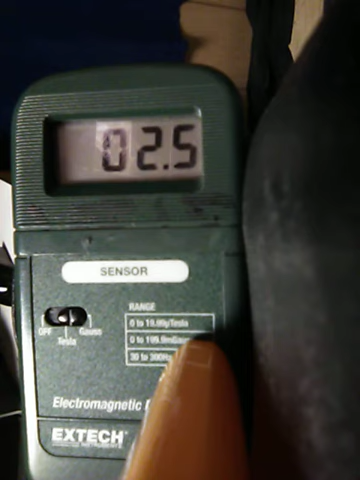 02.5
SENSOR
RANGE
0 to 19.99µTesla
0 to 199.9mGauss
30 to 300Hz
OFF Gauss
Tesla
Electromagnetic
EXTECH
INSTRUMENTS